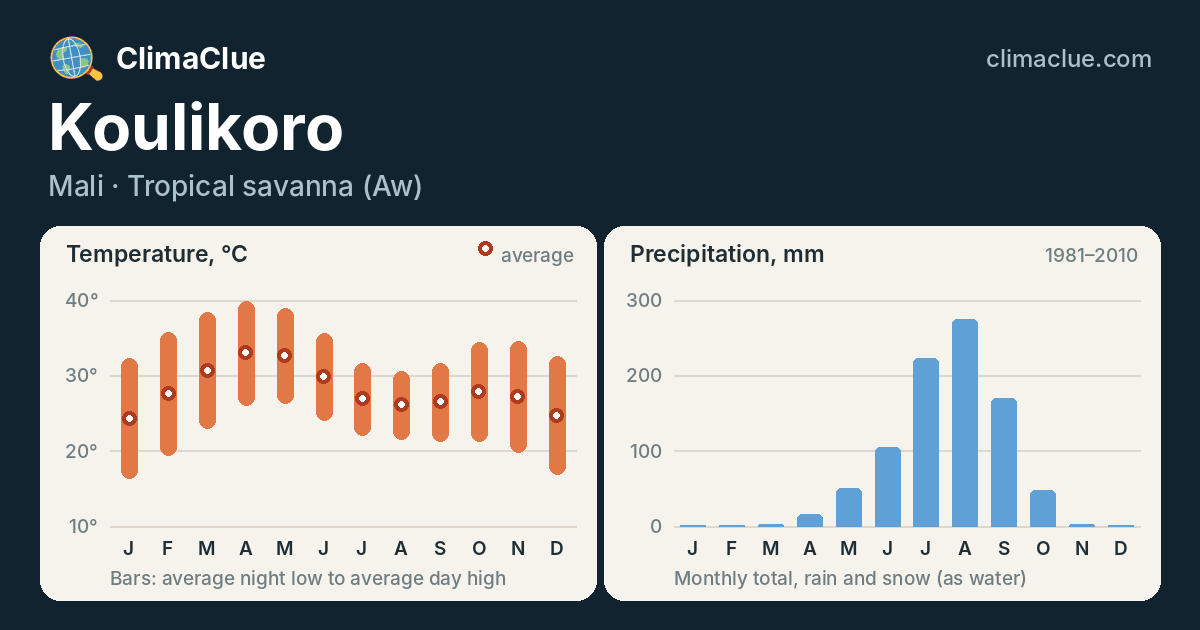 ClimaClue
climaclue.com
Koulikoro
Mali · Tropical savanna (Aw)
Temperature, °C
average
40°
30°
20°
10°
J F M A M J J A S O N D
Bars: average night low to average day high
Precipitation, mm
1981–2010
300
200
100
0
J F M A M J J A S O N D
Monthly total, rain and snow (as water)